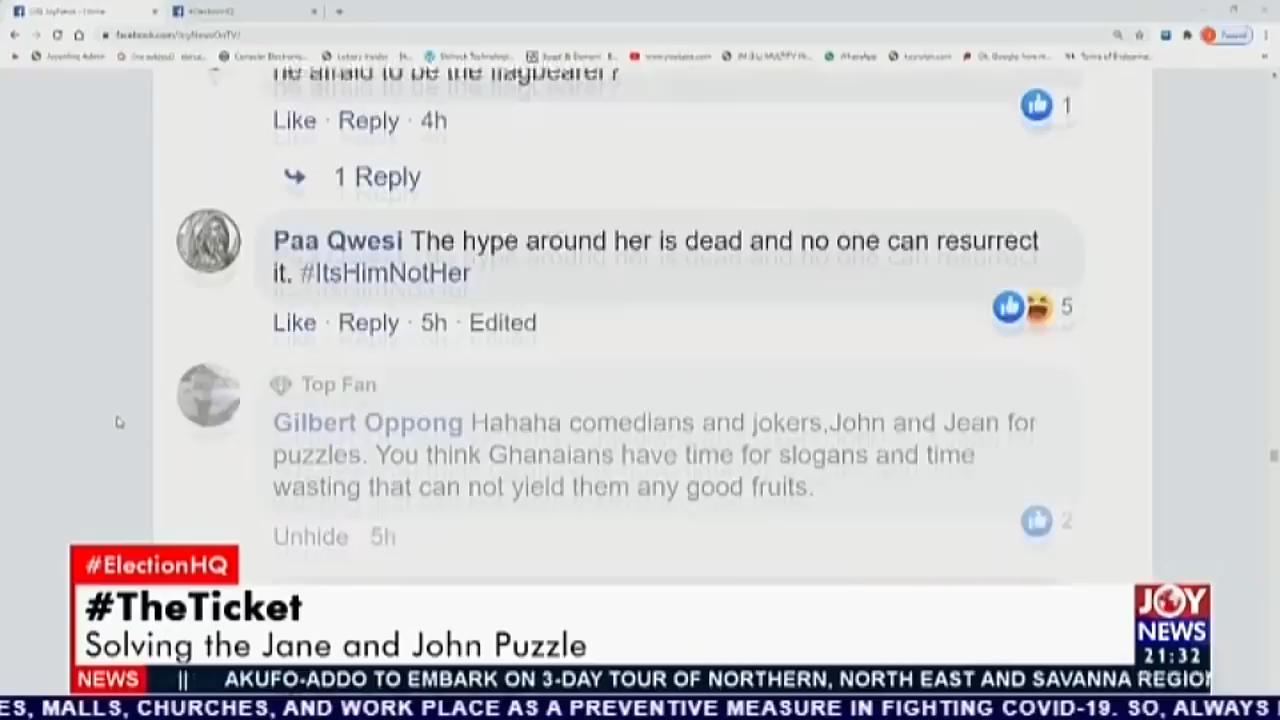 facebook.com/JoyNewsOnTV/
he afraid to be the flagbearer?
Like · Reply · 4h
1
1 Reply
Paa Qwesi The hype around her is dead and no one can resurrect
it. #ItsHimNotHer
Like · Reply · 5h · Edited
5
Top Fan
Gilbert Oppong Hahaha comedians and jokers,John and Jean for
puzzles. You think Ghanaians have time for slogans and time
wasting that can not yield them any good fruits.
Unhide 5h
2
#ElectionHQ
#TheTicket
Solving the Jane and John Puzzle
JOY
NEWS
21:32
NEWS || AKUFO-ADDO TO EMBARK ON 3-DAY TOUR OF NORTHERN, NORTH EAST AND SAVANNA REGIO
ES, MALLS, CHURCHES, AND WORK PLACE AS A PREVENTIVE MEASURE IN FIGHTING COVID-19. SO, ALWAYS